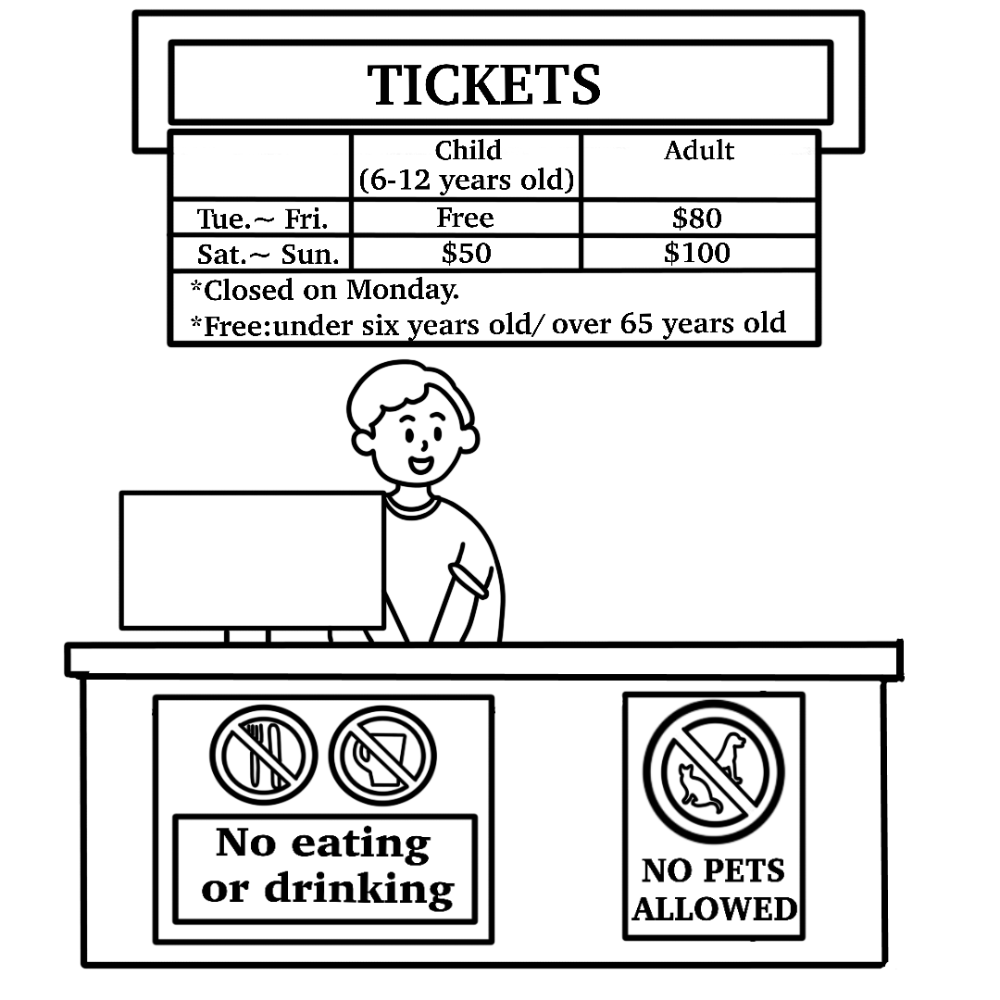 TICKETS
Child Adult
(6-12 years old)
Tue.~ Fri. Free $80
Sat.~ Sun. $50 $100
*Closed on Monday.
*Free:under six years old/ over 65 years old
No eating
or drinking
NO PETS
ALLOWED